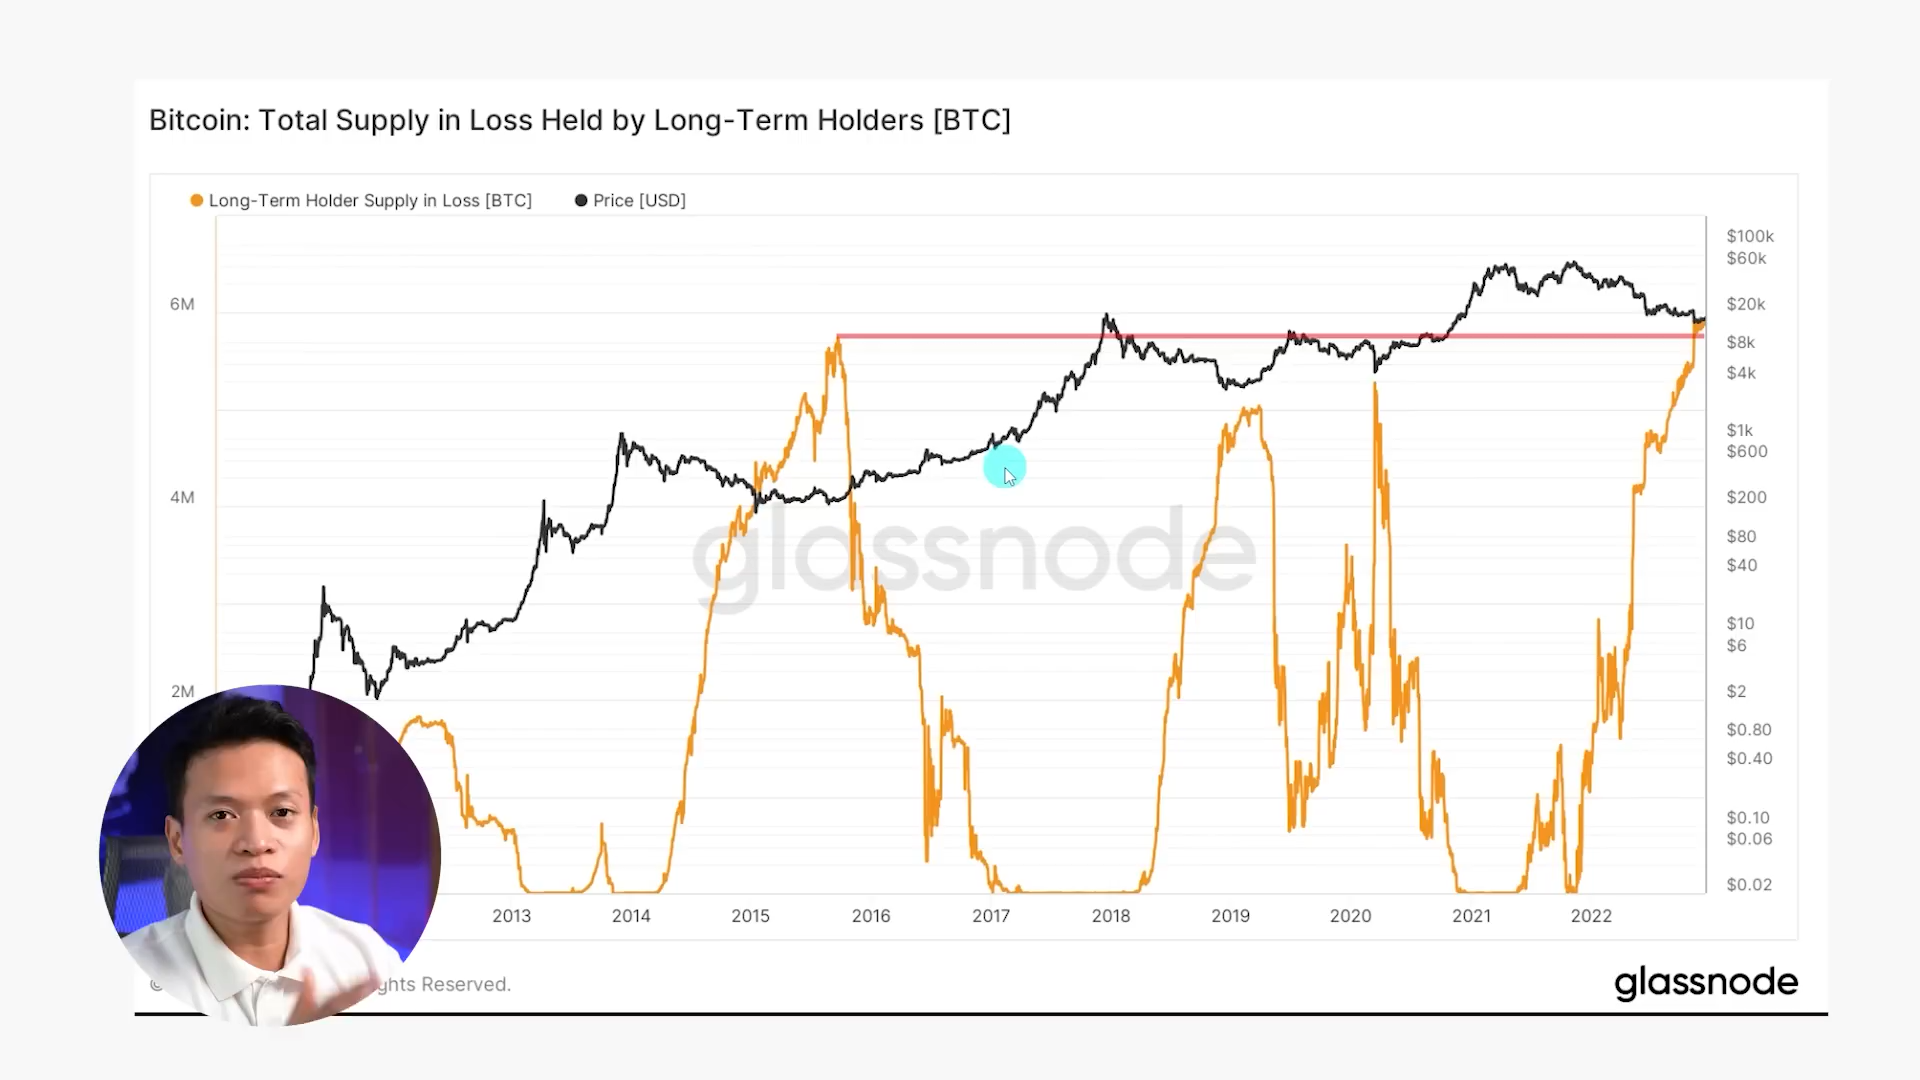 Bitcoin: Total Supply in Loss Held by Long-Term Holders [BTC]
Long-Term Holder Supply in Loss [BTC] Price [USD]
$100k
$60k
6M $20k
$8k
$4k
$1k
$600
4M $200
glassnode
$80
$40
$10
$6
2M $2
$0.80
$0.40
$0.10
$0.06
$0.02
2013 2014 2015 2016 2017 2018 2019 2020 2021 2022
© ghts Reserved.
glassnode